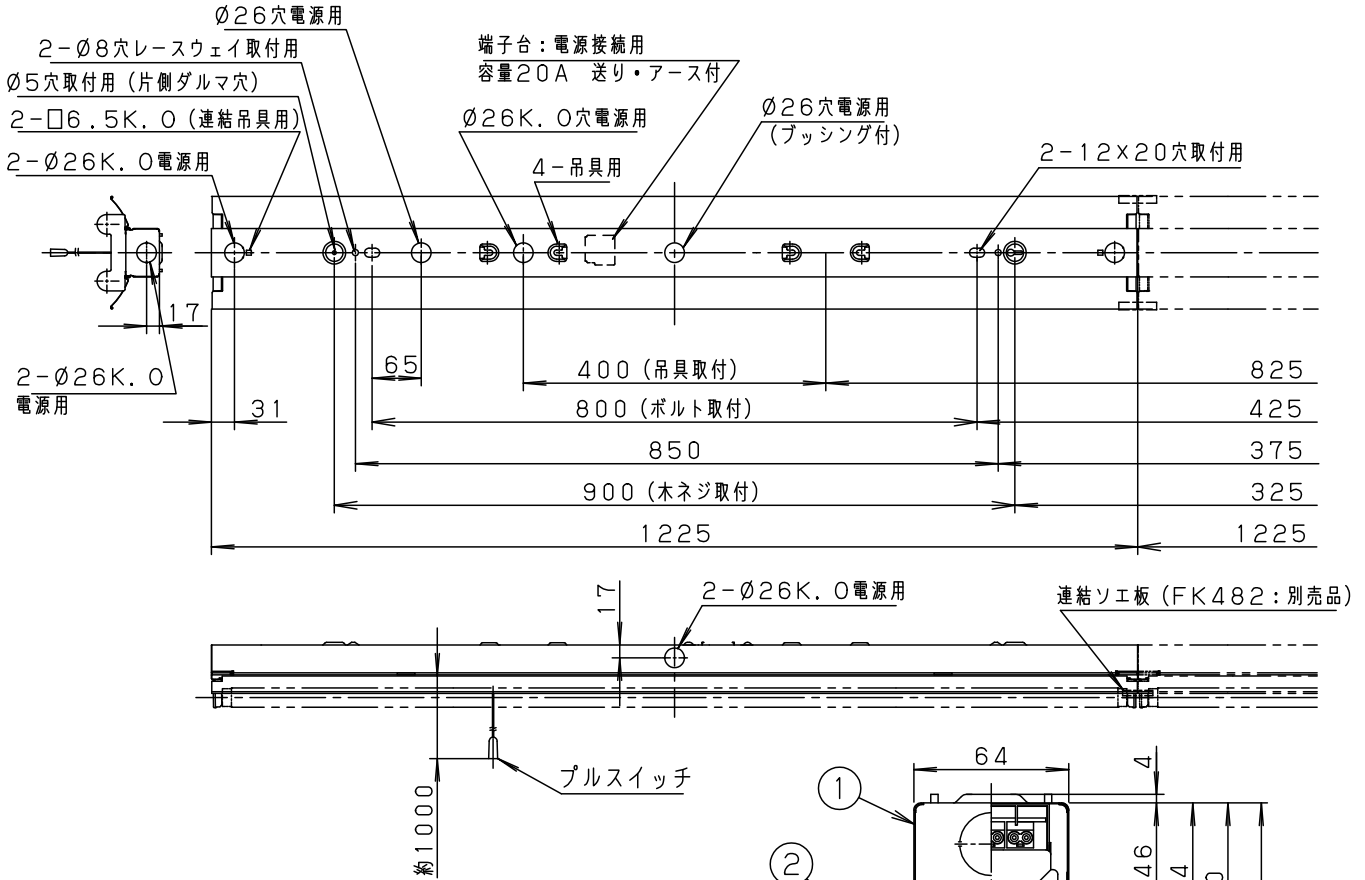 Ø26穴電源用
2-Ø8穴レースウェイ取付用
Ø5穴取付用(片側ダルマ穴)
2-□6.5K.O(連結吊具用)
2-Ø26K.O電源用
端子台:電源接続用
容量20A 送り・アース付
Ø26K.O穴電源用
4-吊具用
Ø26穴電源用
(ブッシング付)
2-12×20穴取付用
17
2-Ø26K.O
電源用
31
65
400(吊具取付)
825
800(ボルト取付)
425
850
375
900(木ネジ取付)
325
1225
1225
17
2-Ø26K.O電源用
連結ソエ板(FK482:別売品)
プルスイッチ
約1000
64
4
1
2
46